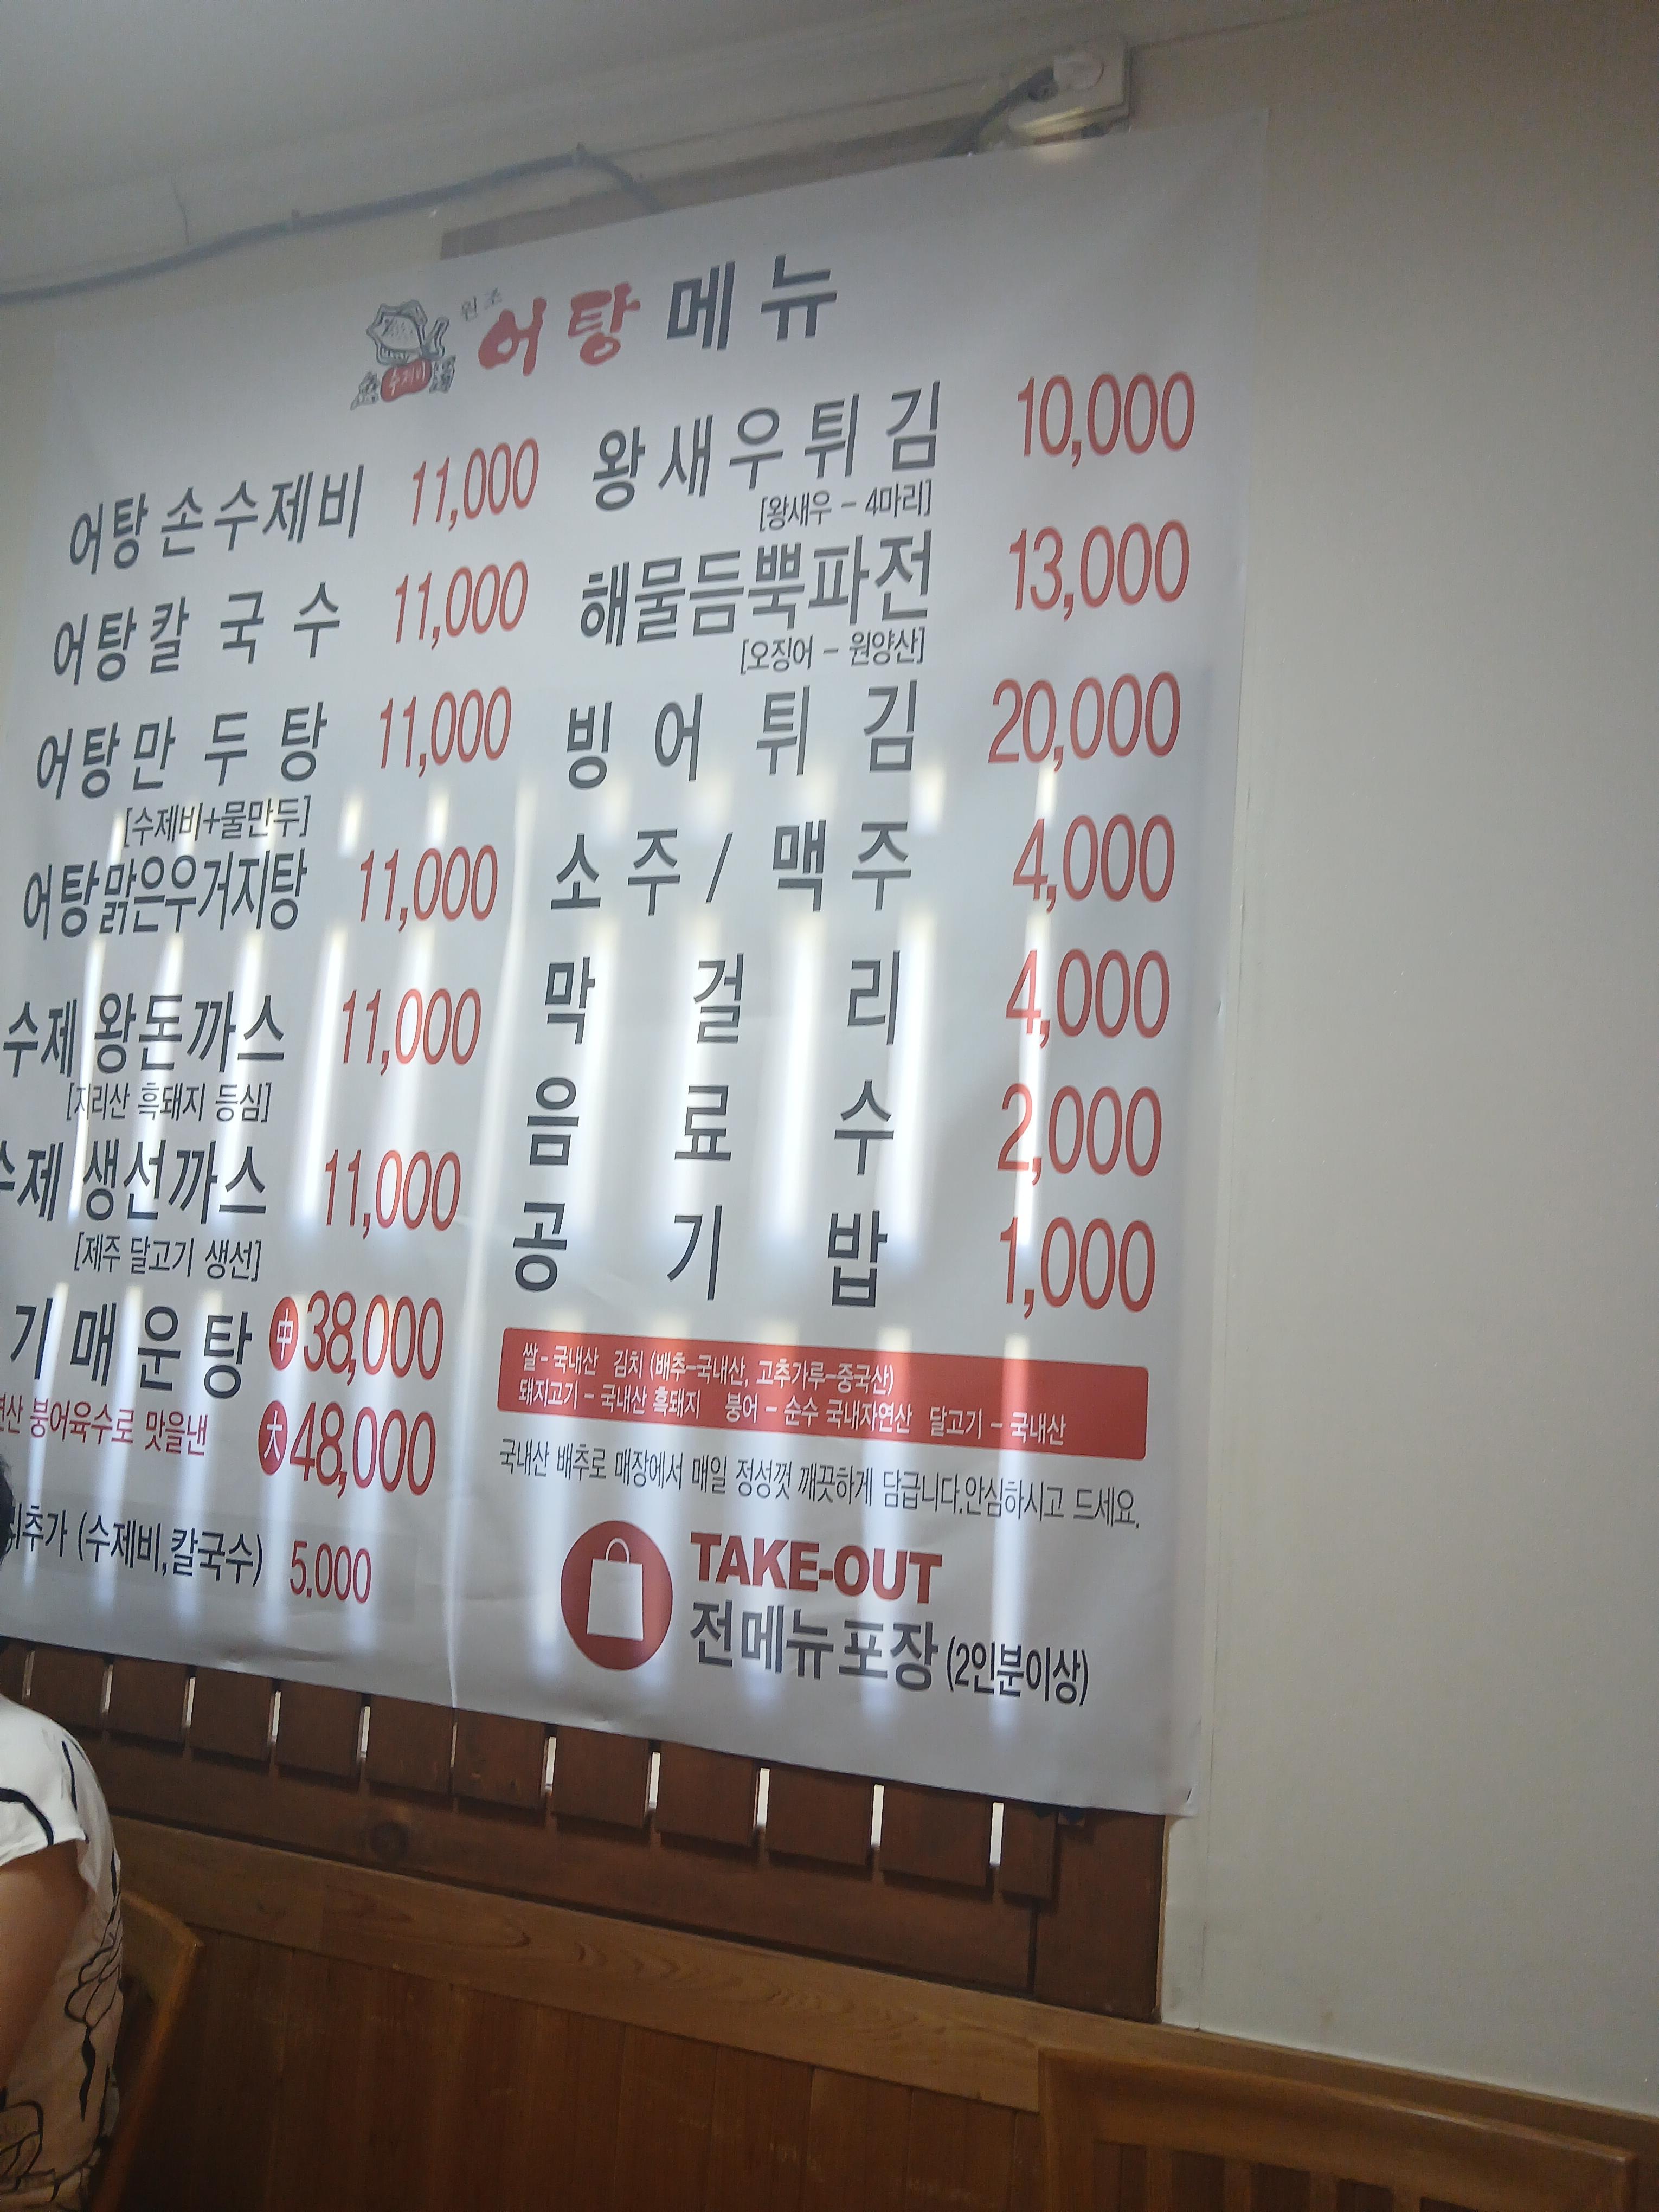 원조 어탕 메뉴
수제비
어탕손수제비 11,000
어탕칼국수 11,000
어탕만두탕 11,000
[수제비+물만두]
어탕맑은우거지탕 11,000
수제 왕돈까스 11,000
[지리산 흑돼지 등심]
수제 생선까스 11,000
[제주 달고기 생선]
기매운탕 中 38,000
붕어육수로 맛을낸 大 48,000
추가 (수제비,칼국수) 5.000
왕새우튀김 10,000
[왕새우 - 4마리]
해물듬뿍파전 13,000
[오징어 - 원양산]
빙어튀김 20,000
소주 / 맥주 4,000
막걸리 4,000
음료수 2,000
공기밥 1,000
쌀-국내산 김치 (배추-국내산, 고추가루-중국산)
돼지고기 - 국내산 흑돼지 붕어 - 순수 국내자연산 달고기 - 국내산
국내산 배추로 매장에서 매일 정성껏 깨끗하게 담급니다.안심하시고 드세요.
TAKE-OUT
전메뉴포장 (2인분이상)